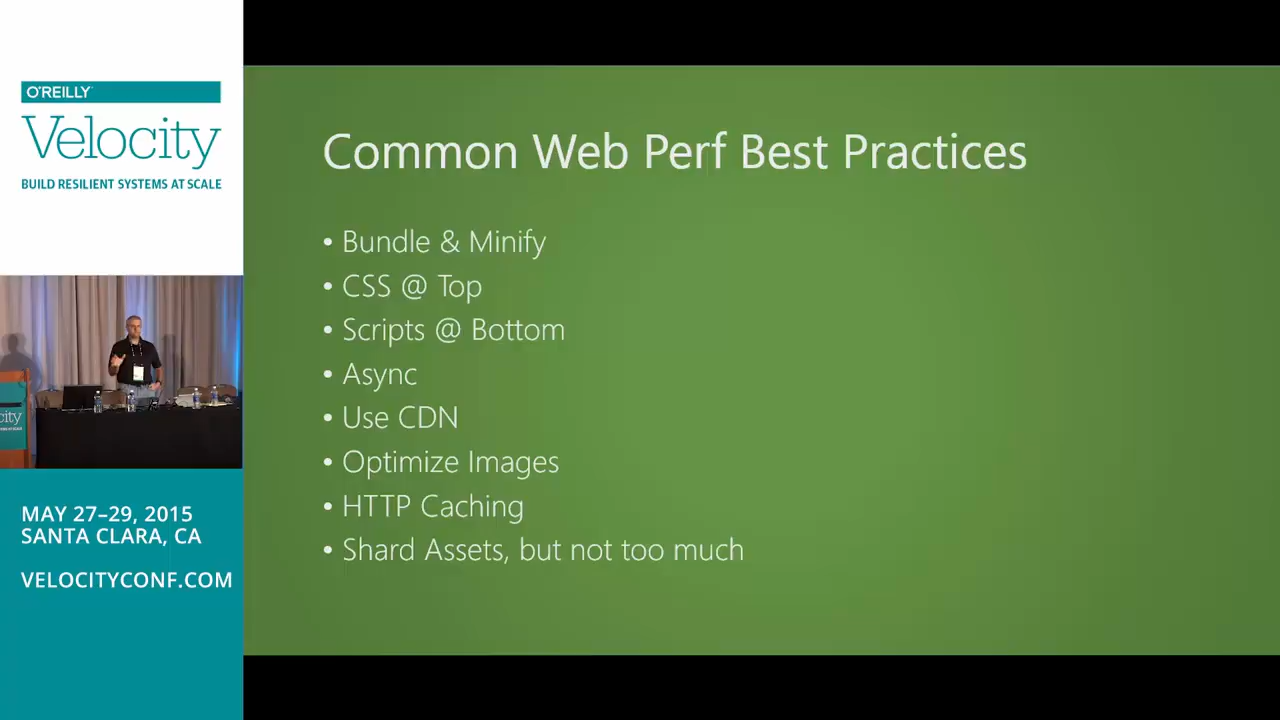 O'REILLY
Velocity
BUILD RESILIENT SYSTEMS AT SCALE
city
MAY 27–29, 2015
SANTA CLARA, CA
VELOCITYCONF.COM
Common Web Perf Best Practices
• Bundle & Minify
• CSS @ Top
• Scripts @ Bottom
• Async
• Use CDN
• Optimize Images
• HTTP Caching
• Shard Assets, but not too much